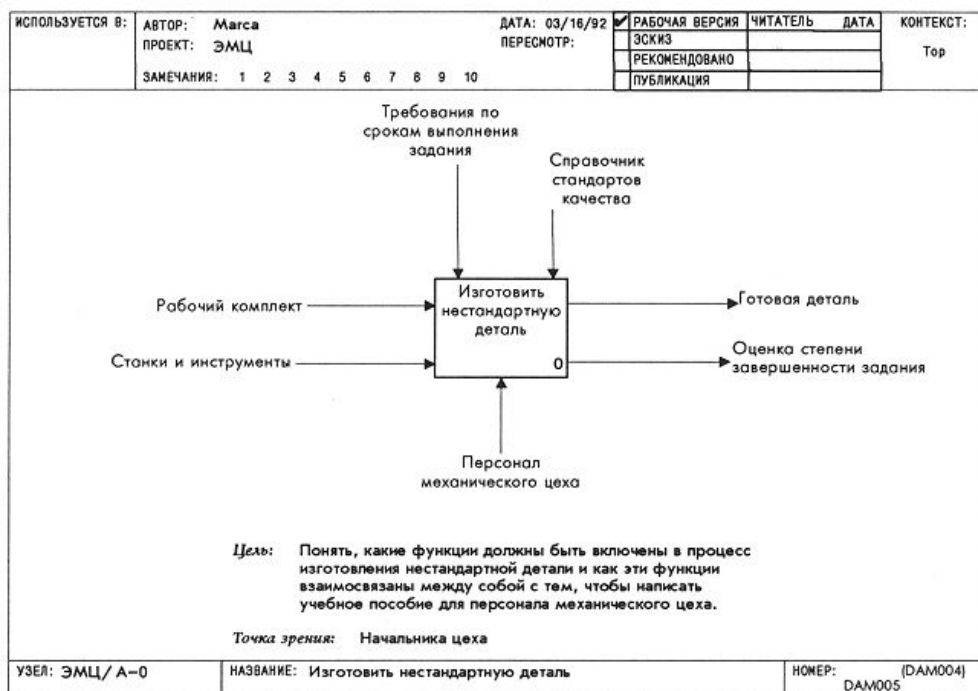 ИСПОЛЬЗУЕТСЯ В:
АВТОР: Marca
ДАТА: 03/16/92
ПРОЕКТ: ЭМЦ
ПЕРЕСМОТР:
ЗАМЕЧАНИЯ: 1 2 3 4 5 6 7 8 9 10
РАБОЧАЯ ВЕРСИЯ
ЭСКИЗ
РЕКОМЕНДОВАНО
ПУБЛИКАЦИЯ
ЧИТАТЕЛЬ ДАТА
КОНТЕКСТ:
Top
Требования по
срокам выполнения
задания
Справочник
стандартов
качества
Рабочий комплект
Станки и инструменты
Изготовить
нестандартную
деталь
0
Готовая деталь
Оценка степени
завершенности задания
Персонал
механического цеха
Цель: Понять, какие функции должны быть включены в процесс
изготовления нестандартной детали и как эти функции
взаимосвязаны между собой с тем, чтобы написать
учебное пособие для персонала механического цеха.
Точка зрения: Начальника цеха
УЗЕЛ: ЭМЦ/А-0
НАЗВАНИЕ: Изготовить нестандартную деталь
НОМЕР: (DAM004)
DAM005